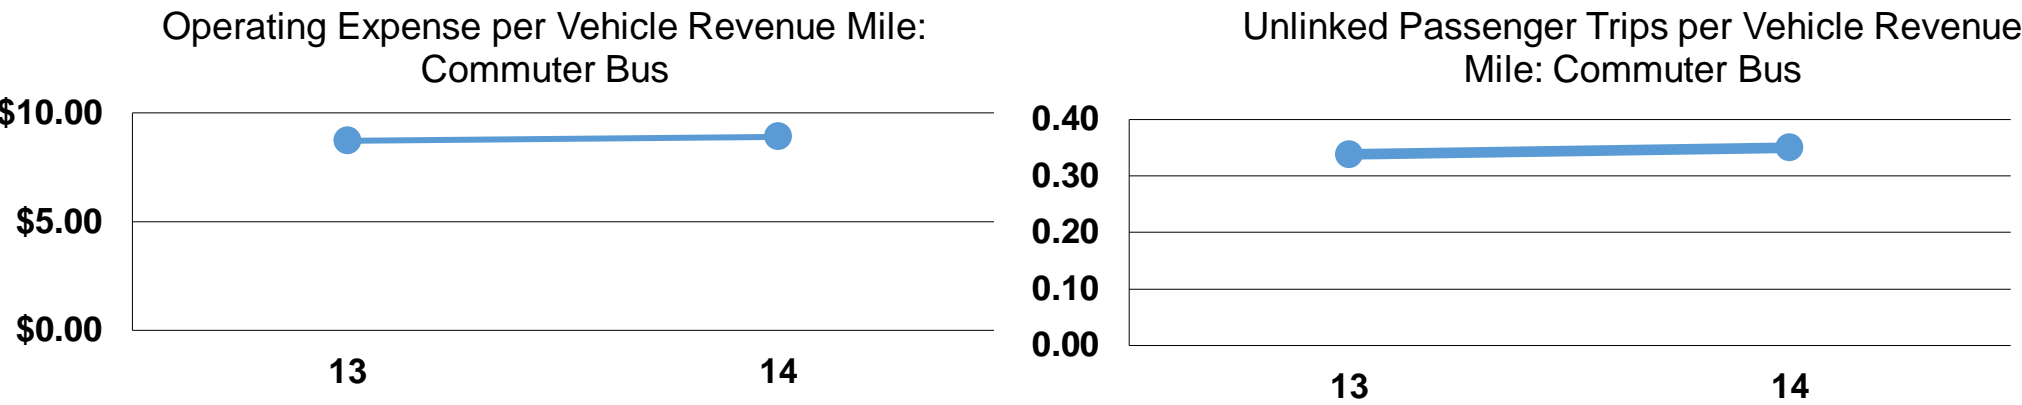 Operating Expense per Vehicle Revenue Mile:
Commuter Bus
$10.00
$5.00
$0.00
13 14
Unlinked Passenger Trips per Vehicle Revenue
Mile: Commuter Bus
0.40
0.30
0.20
0.10
0.00
13 14